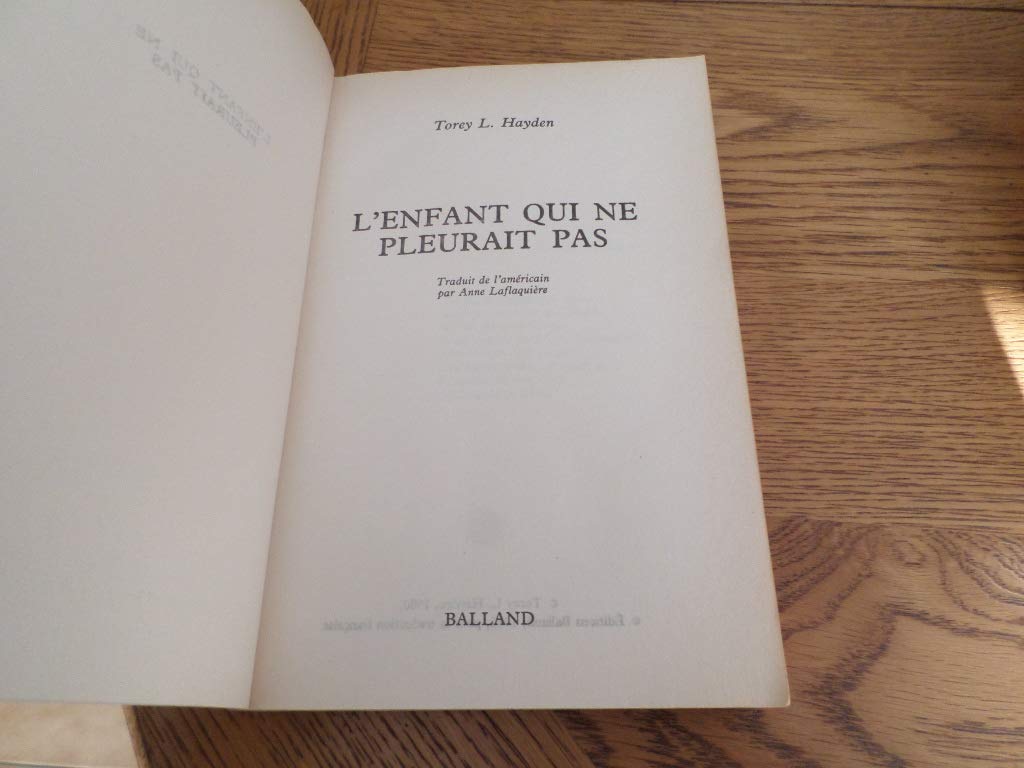 Torey L. Hayden
L'ENFANT QUI NE
PLEURAIT PAS
Traduit de l'américain
par Anne Laflaquière
BALLAND